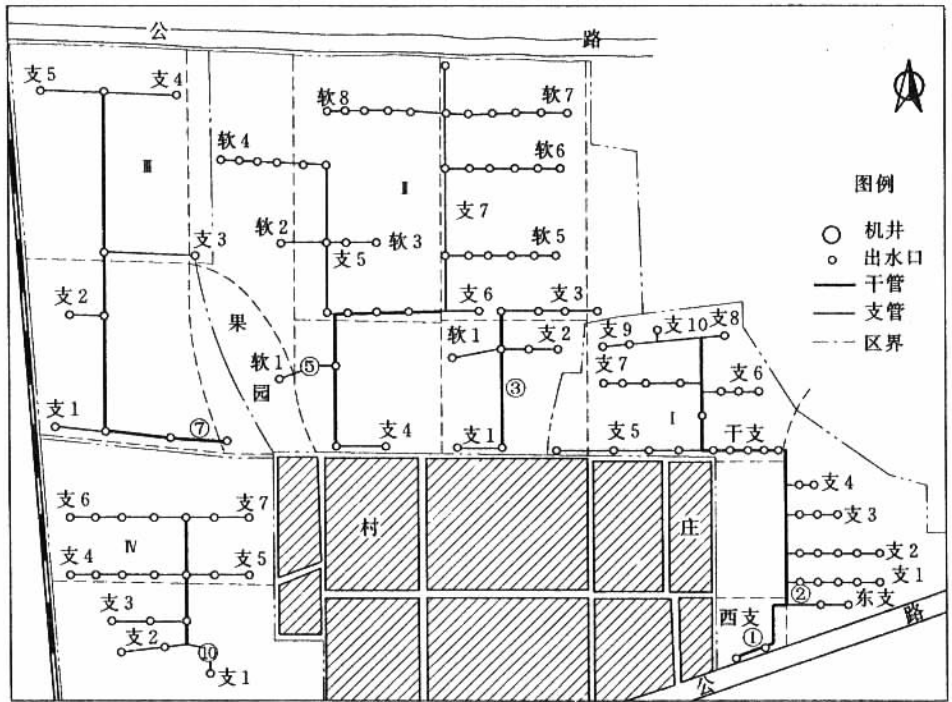 公 路
支5 支4
软8 软7
软4
Ⅲ Ⅱ
软6
图例
机井
出水口
干管
支管
区界
支7
软2 软3
支5
支3
软5
支2
果
园
支6 支3
软1 支2
软1 ⑤
③
支9 支10 支8
支7
支6
支1 ⑦
支4
支1
支5
Ⅰ
干支
支6 支7
Ⅳ
支4 支5
村 庄
支4
支3
支2
支1
支3
支2
⑩
支1
②
东支
西支
①
公 路